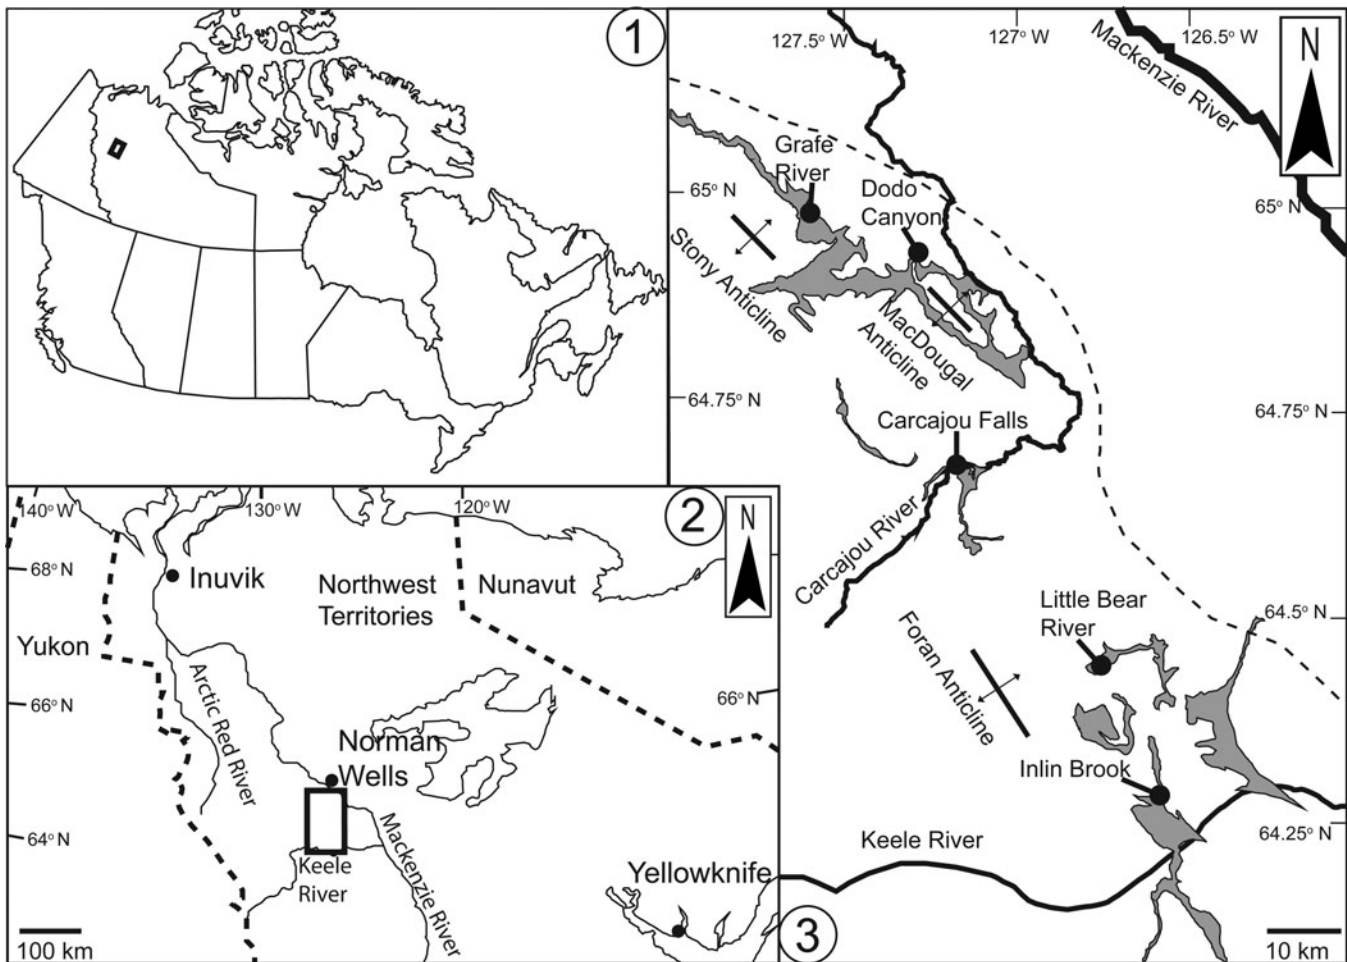 1
2
140°W
130°W
120°W
N
68° N
Inuvik
Northwest
Territories
Nunavut
Yukon
Arctic Red River
66° N
66° N
Norman
Wells
64° N
Keele
River
Mackenzie River
Yellowknife
100 km
3
127.5° W
127° W
126.5° W
Mackenzie River
N
Grafe
River
Dodo
Canyon
65° N
65° N
Stony Anticline
MacDougal
Anticline
64.75° N
64.75° N
Carcajou Falls
Carcajou River
64.5° N
Little Bear
River
Foran Anticline
Inlin Brook
64.25° N
Keele River
10 km